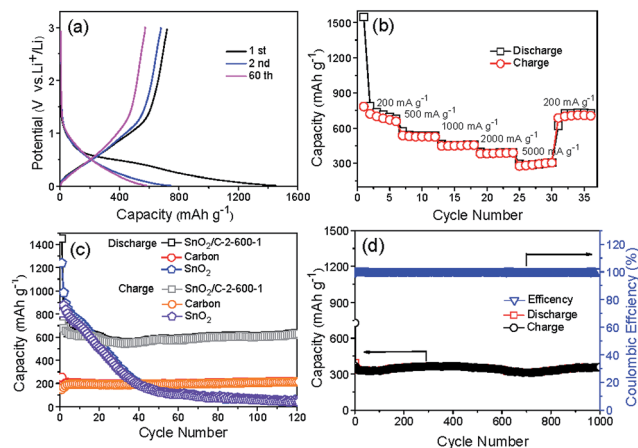 (a)
1 st
2 nd
60 th
Potential (V vs.Li⁺/Li)
3
2
1
0
0 400 800 1200 1600
Capacity (mAh g⁻¹)
(b)
Discharge
Charge
200 mA g⁻¹
500 mA g⁻¹
1000 mA g⁻¹
2000 mA g⁻¹
5000 mA g⁻¹
200 mA g⁻¹
Capacity (mAh g⁻¹)
1500
1200
900
600
300
0 5 10 15 20 25 30 35
Cycle Number
(c)
Discharge
SnO₂/C-2-600-1
Carbon
SnO₂
Charge
SnO₂/C-2-600-1
Carbon
SnO₂
Capacity (mAh g⁻¹)
1400
1200
1000
800
600
400
200
0
0 20 40 60 80 100 120
Cycle Number
(d)
Efficency
Discharge
Charge
Capacity (mAh g⁻¹)
1500
1200
900
600
300
0
0 200 400 600 800 1000
Cycle Number
100
80
60
40
20
0
Coulombic Effciency (%)